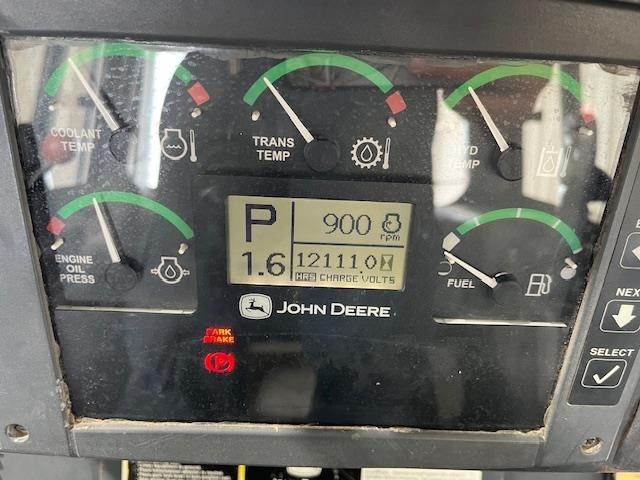 COOLANT
TEMP
TRANS
TEMP
HYD
TEMP
ENGINE
OIL
PRESS
P
900
rpm
1.6
12111.0
HRS CHARGE VOLTS
FUEL
JOHN DEERE
PARK
BRAKE
NEX
SELECT